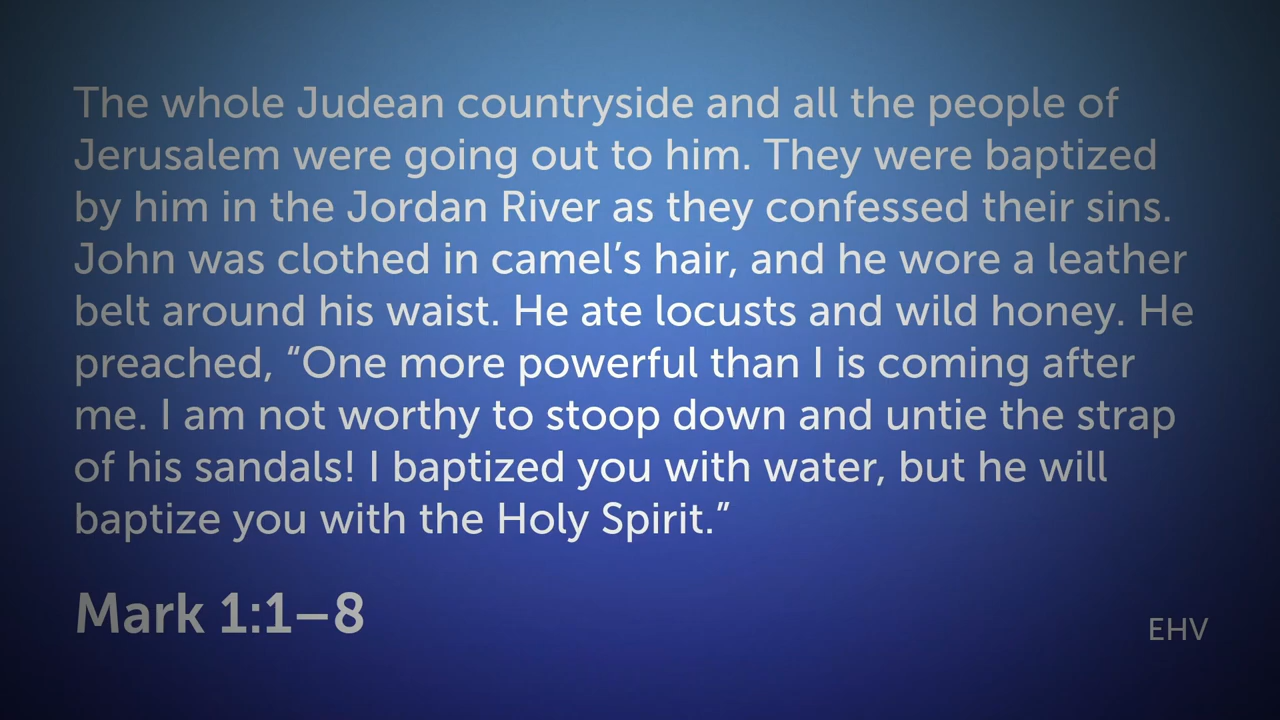 The whole Judean countryside and all the people of
Jerusalem were going out to him. They were baptized
by him in the Jordan River as they confessed their sins.
John was clothed in camel’s hair, and he wore a leather
belt around his waist. He ate locusts and wild honey. He
preached, “One more powerful than I is coming after
me. I am not worthy to stoop down and untie the strap
of his sandals! I baptized you with water, but he will
baptize you with the Holy Spirit.”
Mark 1:1–8
EHV